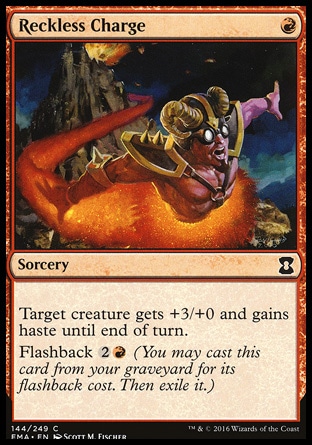 Reckless Charge
Sorcery
Target creature gets +3/+0 and gains
haste until end of turn.
Flashback 2 (You may cast this
card from your graveyard for its
flashback cost. Then exile it.)
144/249 C
EMA • EN Scott M. Fischer
™ & © 2016 Wizards of the Coast